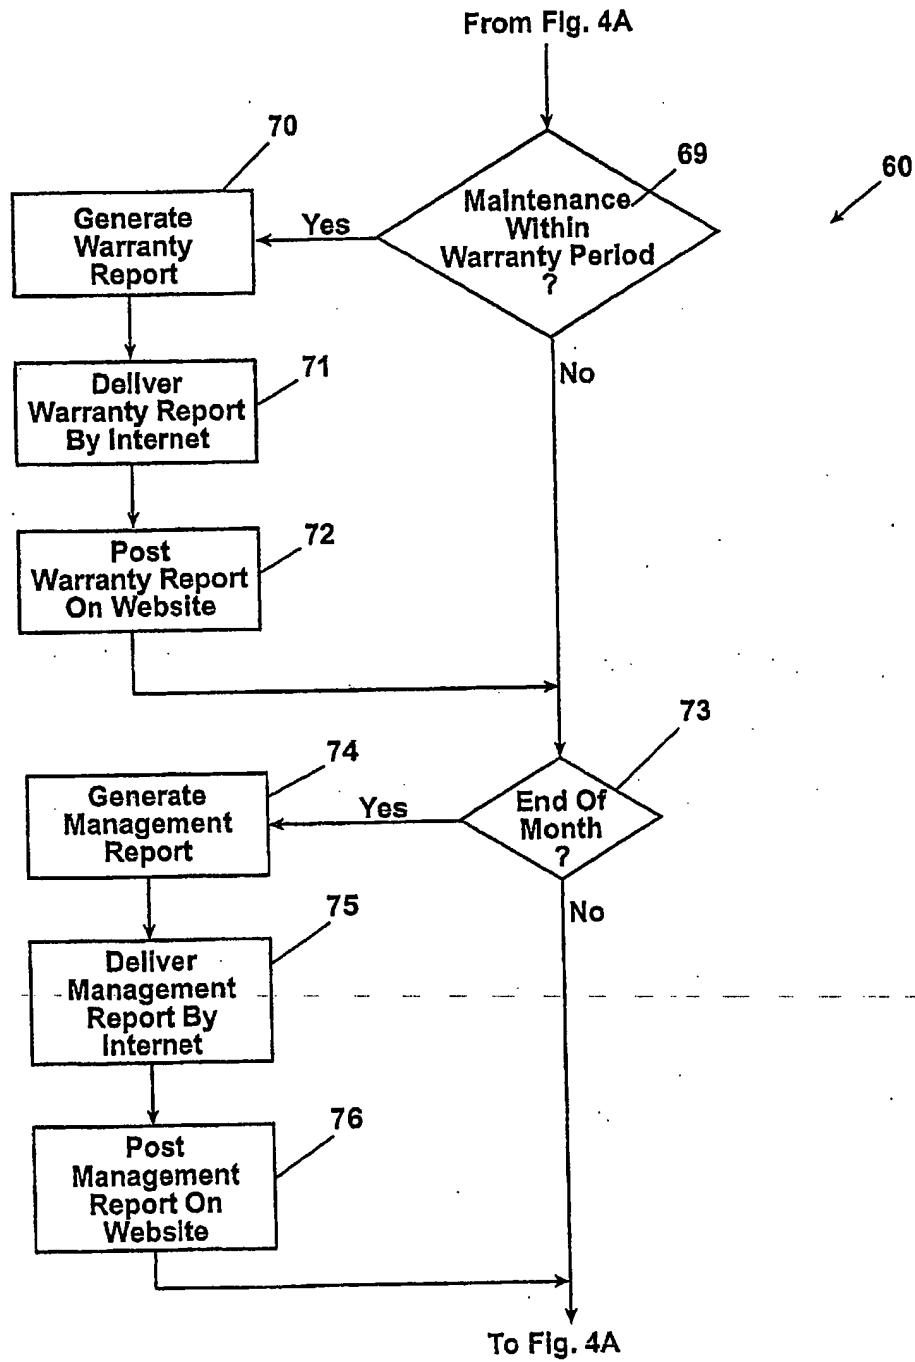 From Fig. 4A
70
69
60
Maintenance
Within
Warranty Period
?
Yes
Generate
Warranty
Report
No
71
Deliver
Warranty Report
By Internet
72
Post
Warranty Report
On Website
73
74
End Of
Month
?
Yes
Generate
Management
Report
No
75
Deliver
Management
Report By
Internet
76
Post
Management
Report On
Website
To Fig. 4A